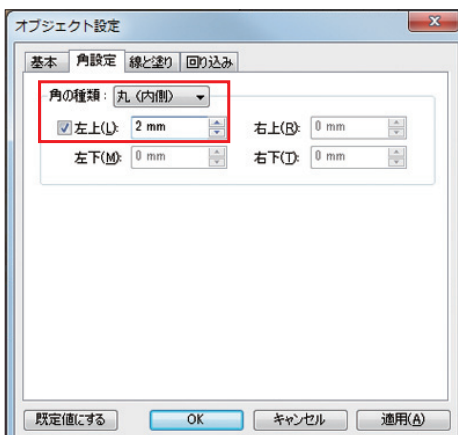 オブジェクト設定
基本 角設定 線と塗り 回り込み
角の種類: 丸 (内側)
左上(L): 2 mm 右上(R): 0 mm
左下(M): 0 mm 右下(T): 0 mm
既定値にする OK キャンセル 適用(A)